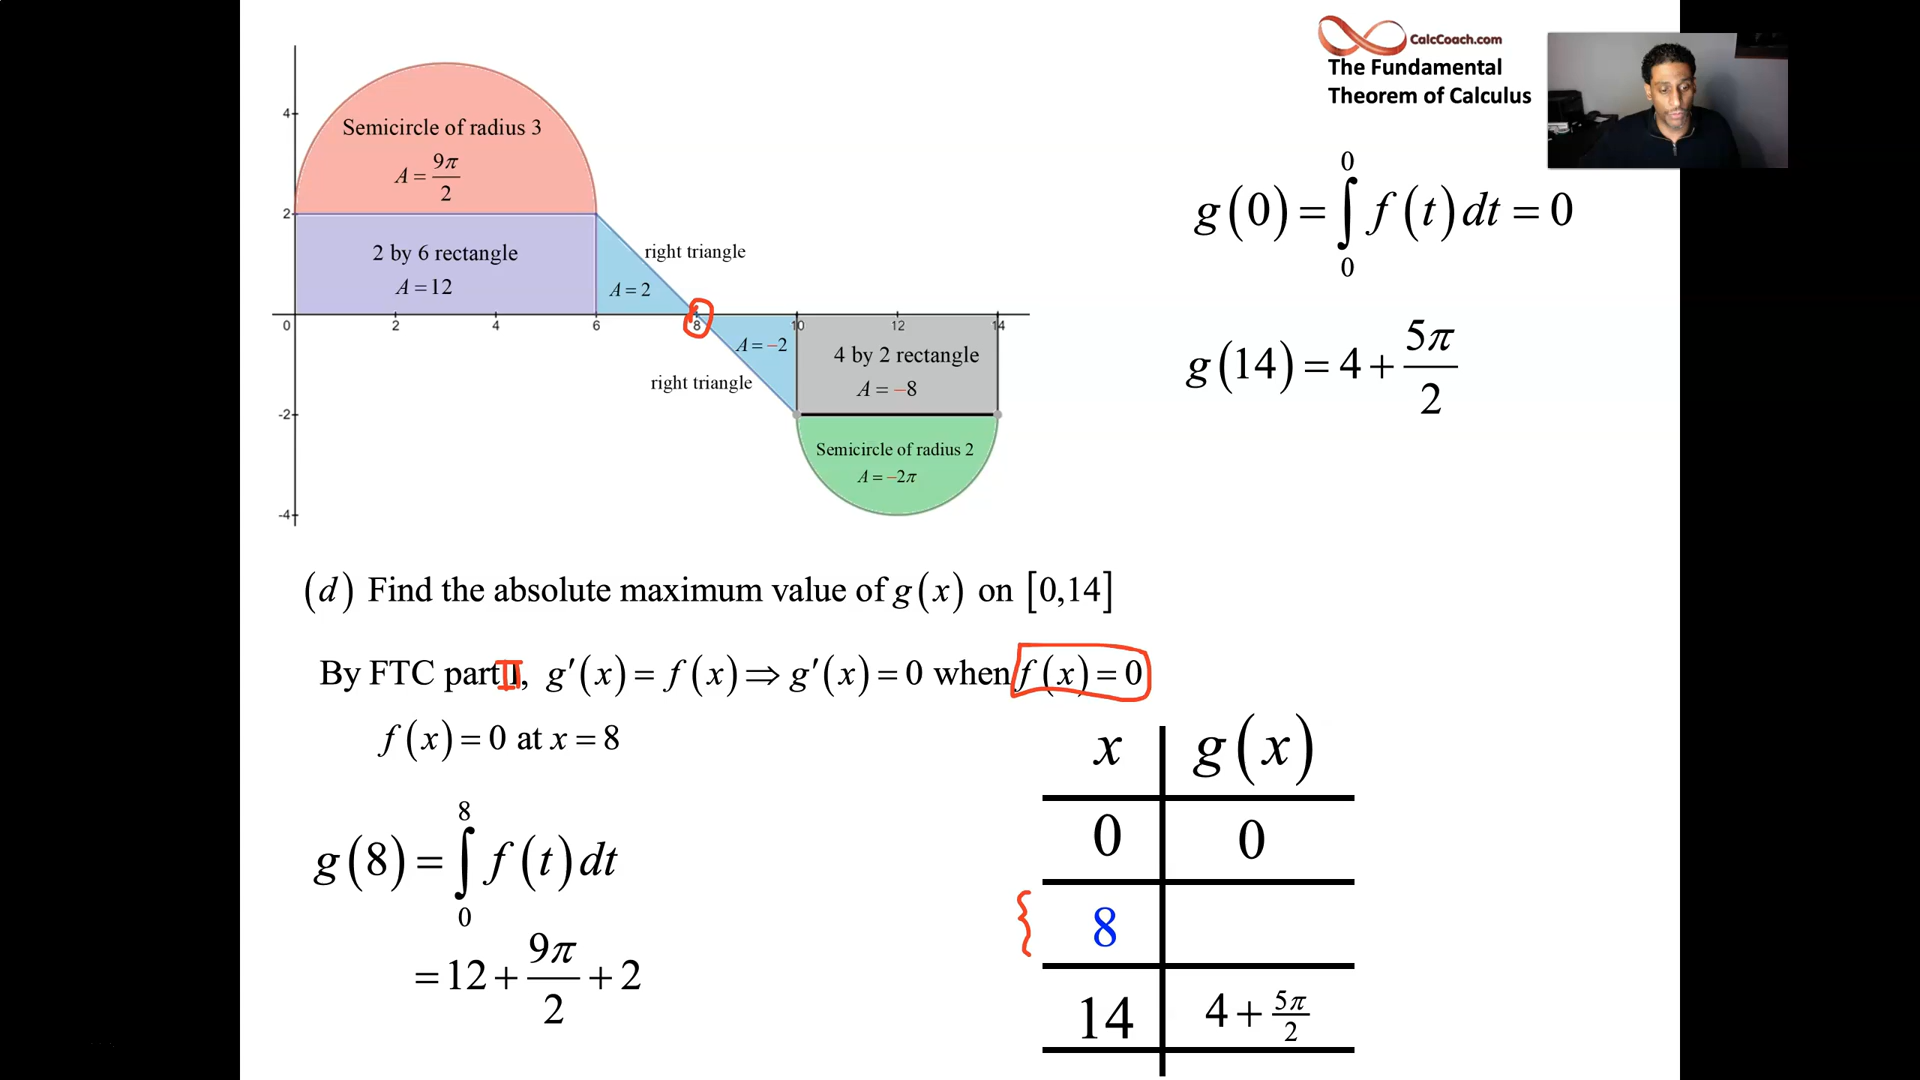 CalcCoach.com
The Fundamental
Theorem of Calculus
4
Semicircle of radius 3
A = 9π/2
2
2 by 6 rectangle
A = 12
right triangle
A = 2
0 2 4 6 8 10 12 14
A = −2
right triangle
4 by 2 rectangle
A = −8
-2
Semicircle of radius 2
A = −2π
-4
g(0) = ∫₀⁰ f(t)dt = 0
g(14) = 4 + 5π/2
(d) Find the absolute maximum value of g(x) on [0,14]
By FTC part II, g′(x) = f(x) ⇒ g′(x) = 0 when f(x) = 0
f(x) = 0 at x = 8
g(8) = ∫₀⁸ f(t)dt
= 12 + 9π/2 + 2
x g(x)
0 0
8
14 4 + 5π/2